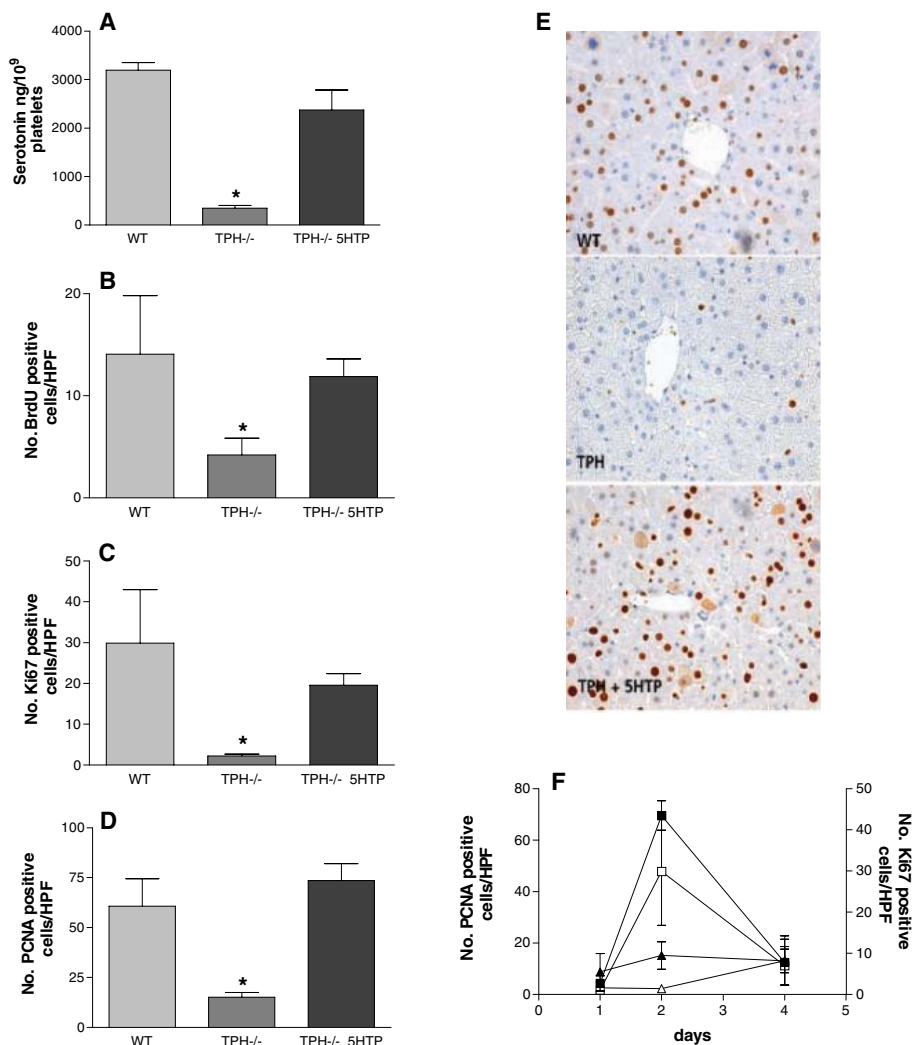 A
Serotonin ng/10⁹
platelets
4000
3000
2000
1000
0
*
WT
TPH-/-
TPH-/- 5HTP
B
No. BrdU positive
cells/HPF
20
10
0
*
WT
TPH-/-
TPH-/- 5HTP
C
No. Ki67 positive
cells/HPF
50
40
30
20
10
0
*
WT
TPH-/-
TPH-/- 5HTP
D
No. PCNA positive
cells/HPF
100
75
50
25
0
*
WT
TPH-/-
TPH-/- 5HTP
E
WT
TPH
TPH + 5HTP
F
No. PCNA positive
cells/HPF
80
60
40
20
0
0
1
2
3
4
5
days
50
40
30
20
10
0
No. Ki67 positive
cells/HPF